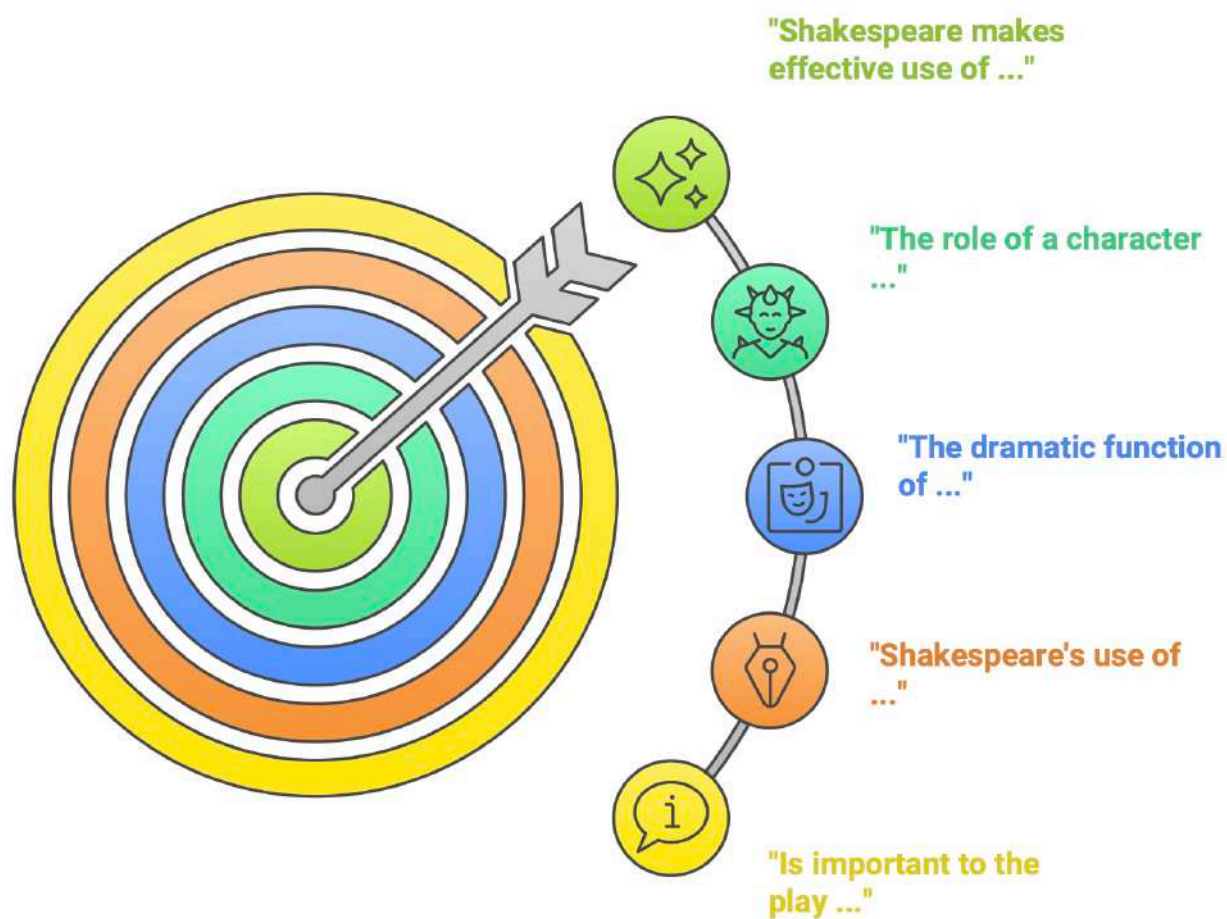 "Shakespeare makes
effective use of ..."
"The role of a character
..."
"The dramatic function
of ..."
"Shakespeare's use of
..."
i
"Is important to the
play ..."